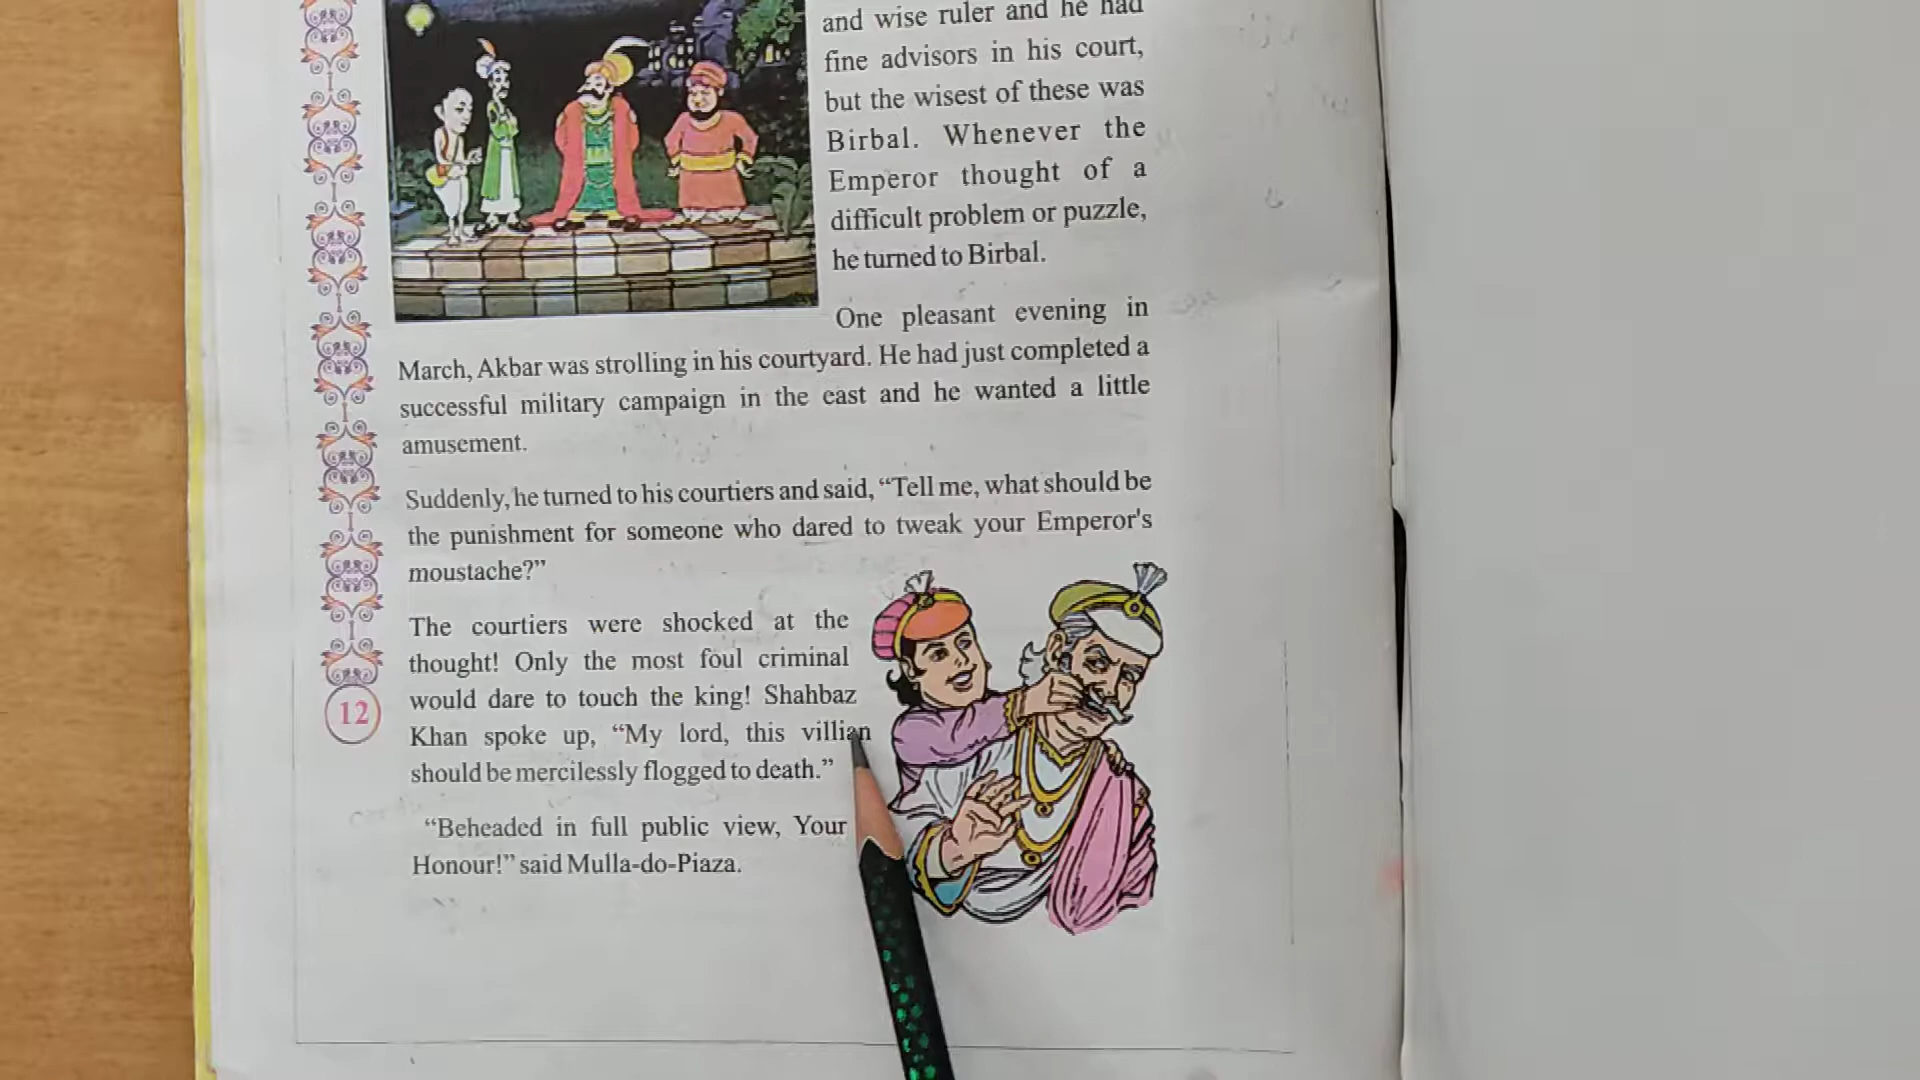 and wise ruler and he had
fine advisors in his court,
but the wisest of these was
Birbal. Whenever the
Emperor thought of a
difficult problem or puzzle,
he turned to Birbal.
One pleasant evening in
March, Akbar was strolling in his courtyard. He had just completed a
successful military campaign in the east and he wanted a little
amusement.
Suddenly, he turned to his courtiers and said, “Tell me, what should be
the punishment for someone who dared to tweak your Emperor's
moustache?”
The courtiers were shocked at the
thought! Only the most foul criminal
would dare to touch the king! Shahbaz
Khan spoke up, “My lord, this villian
should be mercilessly flogged to death.”
“Beheaded in full public view, Your
Honour!” said Mulla-do-Piaza.
12